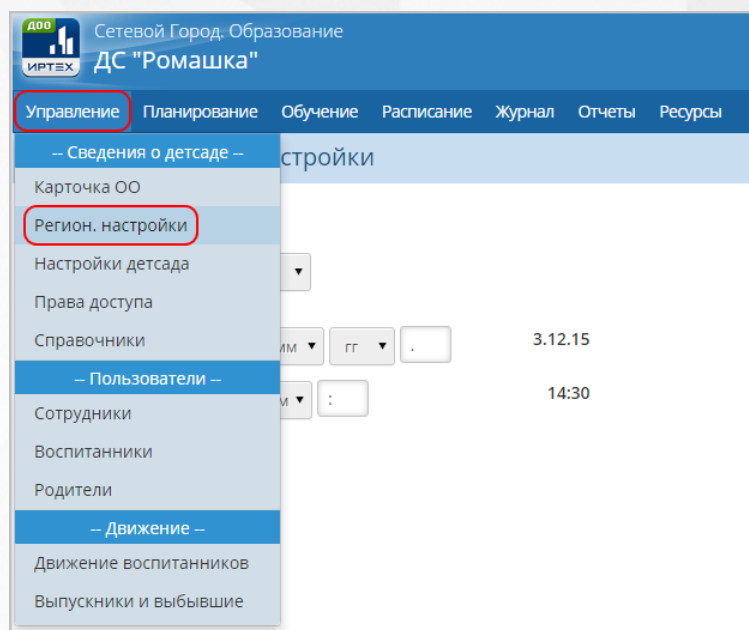 ДОО
ИРТЕХ
Сетевой Город. Образование
ДС "Ромашка"
Управление Планирование Обучение Расписание Журнал Отчеты Ресурсы
-- Сведения о детсаде --
стройки
Карточка ОО
Регион. настройки
Настройки детсада
Права доступа
Справочники
мм гг . 3.12.15
-- Пользователи --
м : 14:30
Сотрудники
Воспитанники
Родители
-- Движение --
Движение воспитанников
Выпускники и выбывшие